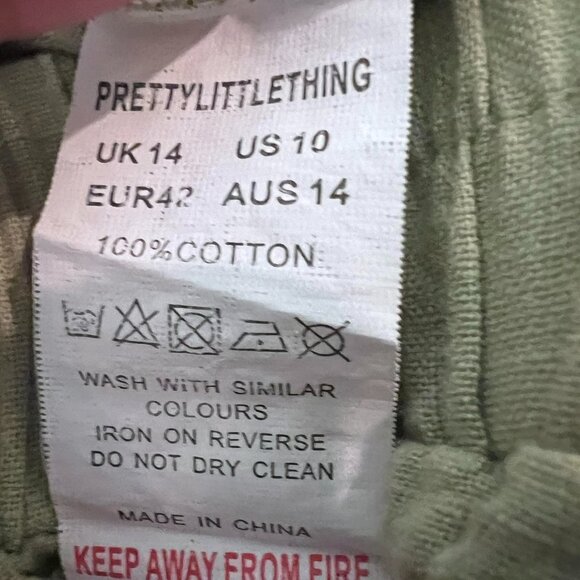 PRETTYLITTLETHING
UK 14 US 10
EUR42 AUS 14
100% COTTON
WASH WITH SIMILAR
COLOURS
IRON ON REVERSE
DO NOT DRY CLEAN
MADE IN CHINA
KEEP AWAY FROM FIRE